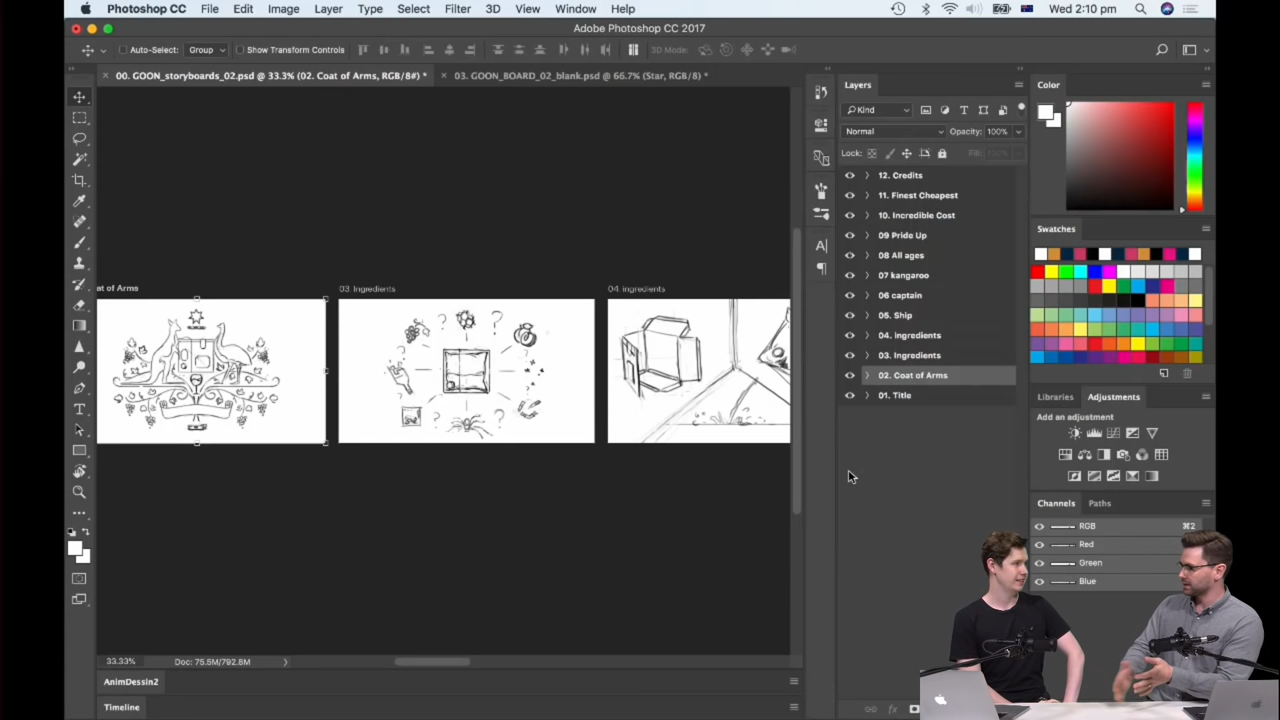 Photoshop CC File Edit Image Layer Type Select Filter 3D View Window Help Wed 2:10 pm
Adobe Photoshop CC 2017
Auto-Select: Group Show Transform Controls 3D Mode:
× 00. GOON_storyboards_02.psd @ 33.3% (02. Coat of Arms, RGB/8#) * × 03. GOON_BOARD_02_blank.psd @ 66.7% (Star, RGB/8) *
Layers
Kind
Normal Opacity: 100%
Lock: Fill: 100%
12. Credits
11. Finest Cheapest
10. Incredible Cost
09 Pride Up
08 All ages
07 kangaroo
06 captain
05. Ship
04. Ingredients
03. Ingredients
02. Coat of Arms
01. Title
Color
Swatches
Libraries Adjustments
Add an adjustment
Channels Paths
RGB ⌘2
Red
Green
Blue
at of Arms 03. Ingredients 04. ingredients
33.33% Doc: 75.5M/792.8M
AnimDessin2
Timeline
fx